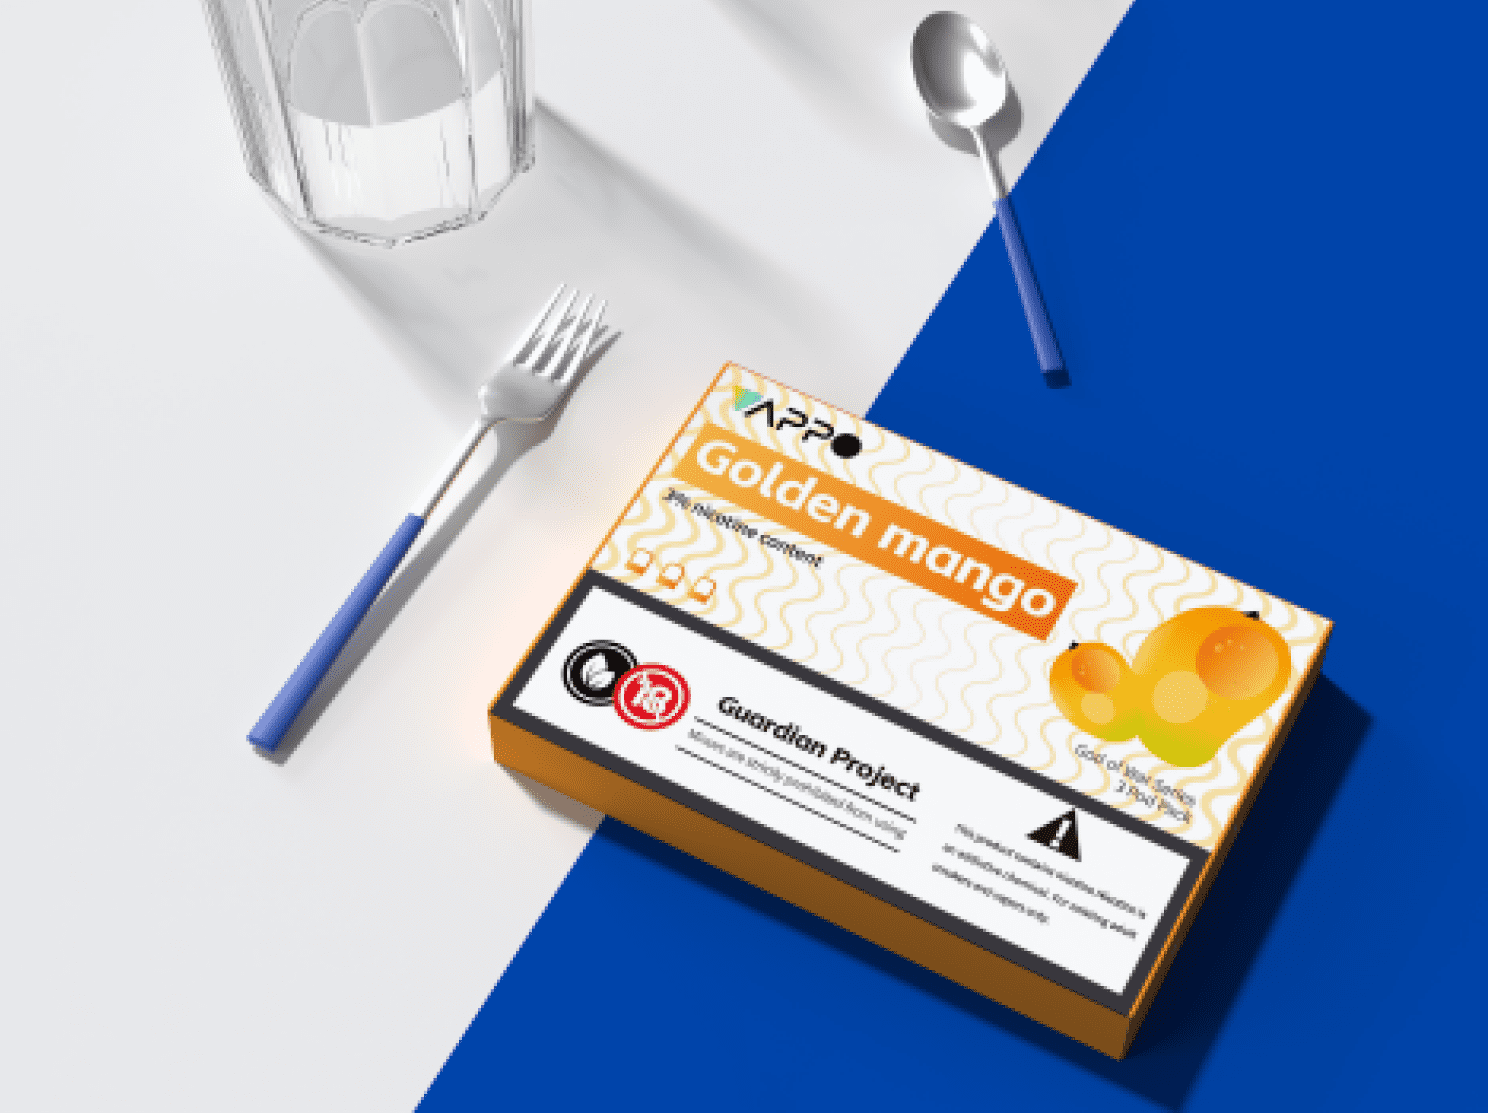 VAPPO
Golden mango
3% nicotine content
18
Guardian Project
Minors are strictly prohibited from using
God of War Series
3 Pod Pack
This product contains nicotine. Nicotine is
an addictive chemical. For existing adult
smokers and vapers only.